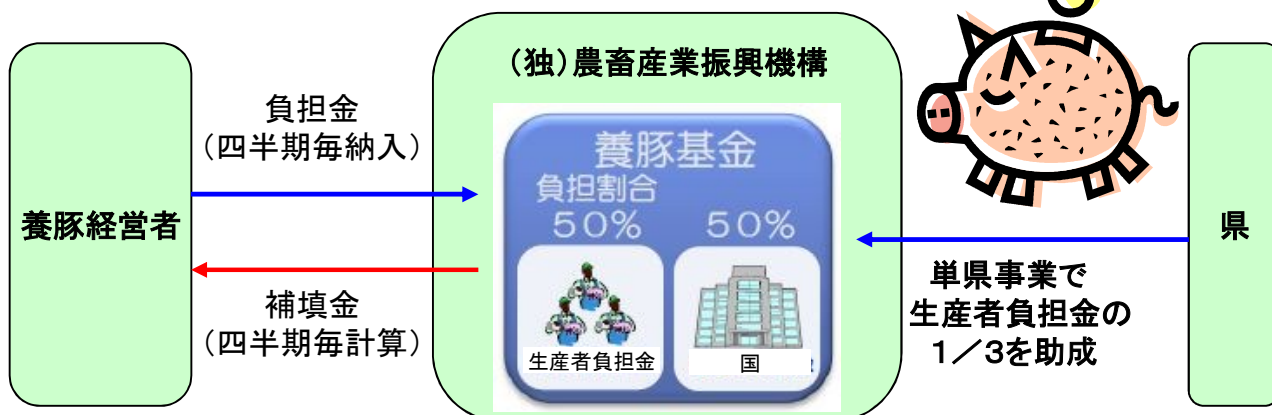 養豚経営者
負担金
（四半期毎納入）
補填金
（四半期毎計算）
（独）農畜産業振興機構
養豚基金
負担割合
５０％　５０％
生産者負担金
国
単県事業で
生産者負担金の
１／３を助成
県